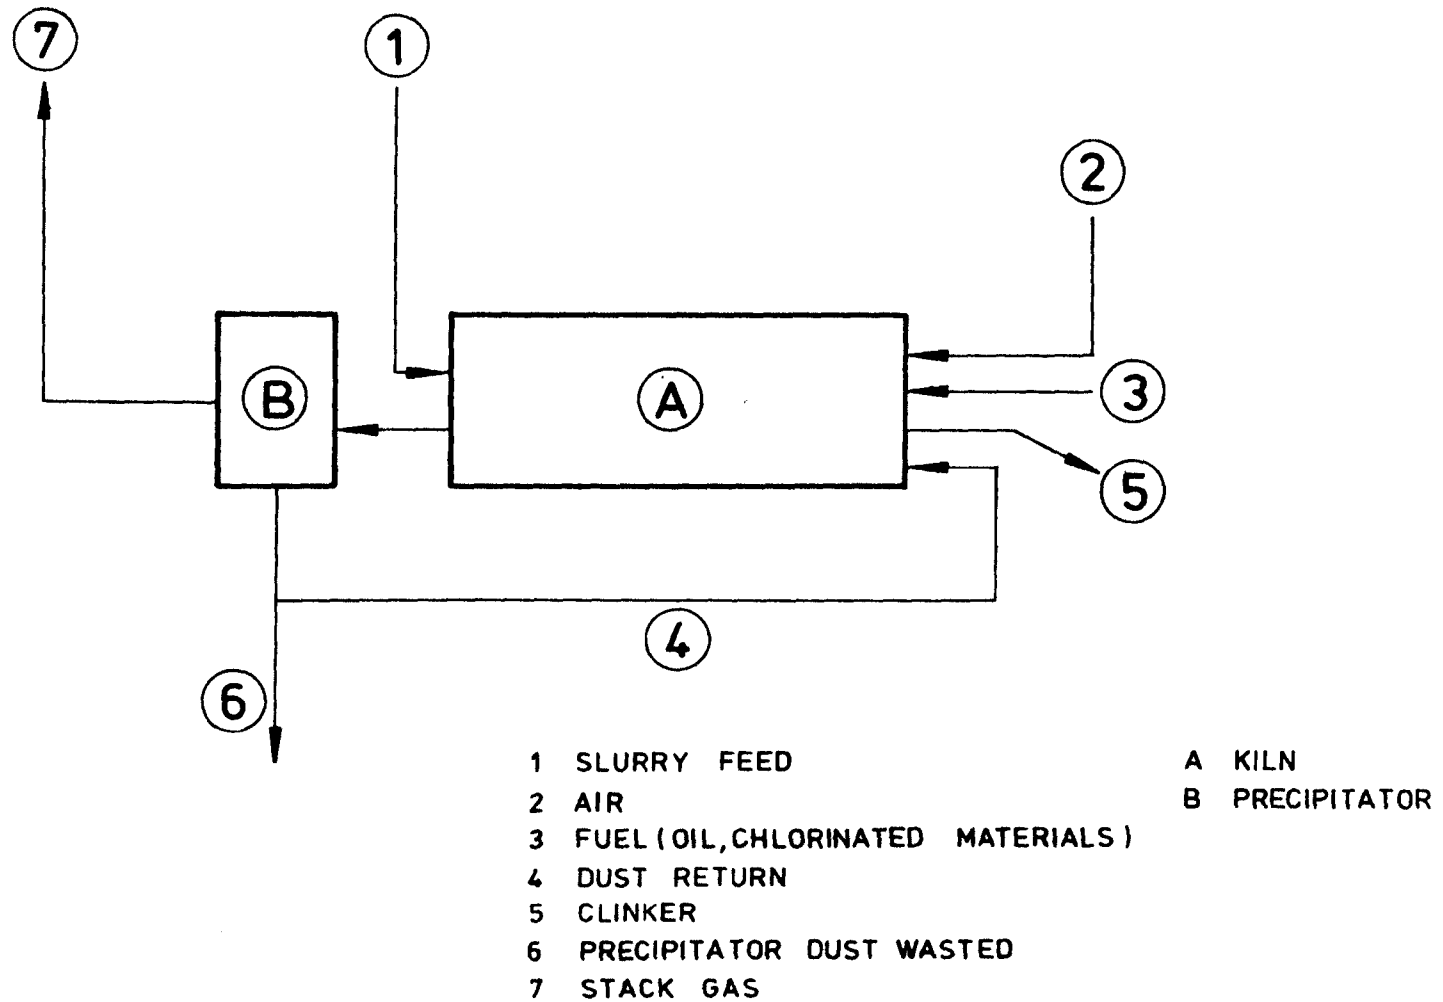 7
1
2
B
A
3
5
4
6
1 SLURRY FEED
2 AIR
3 FUEL (OIL, CHLORINATED MATERIALS)
4 DUST RETURN
5 CLINKER
6 PRECIPITATOR DUST WASTED
7 STACK GAS
A KILN
B PRECIPITATOR